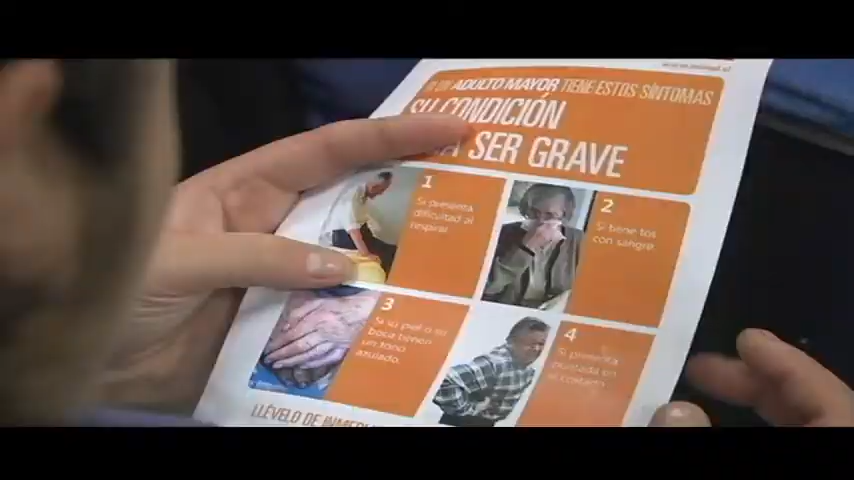 UN ADULTO MAYOR TIENE ESTOS SÍNTOMAS
SU CONDICIÓN
SER GRAVE
1
Si presenta
dificultad al
respirar.
2
Si tiene tos
con sangre.
3
Si su piel o su
boca tienen
un tono
azulado.
4
Si presenta
puntada en
el costado.
LLÉVELO DE